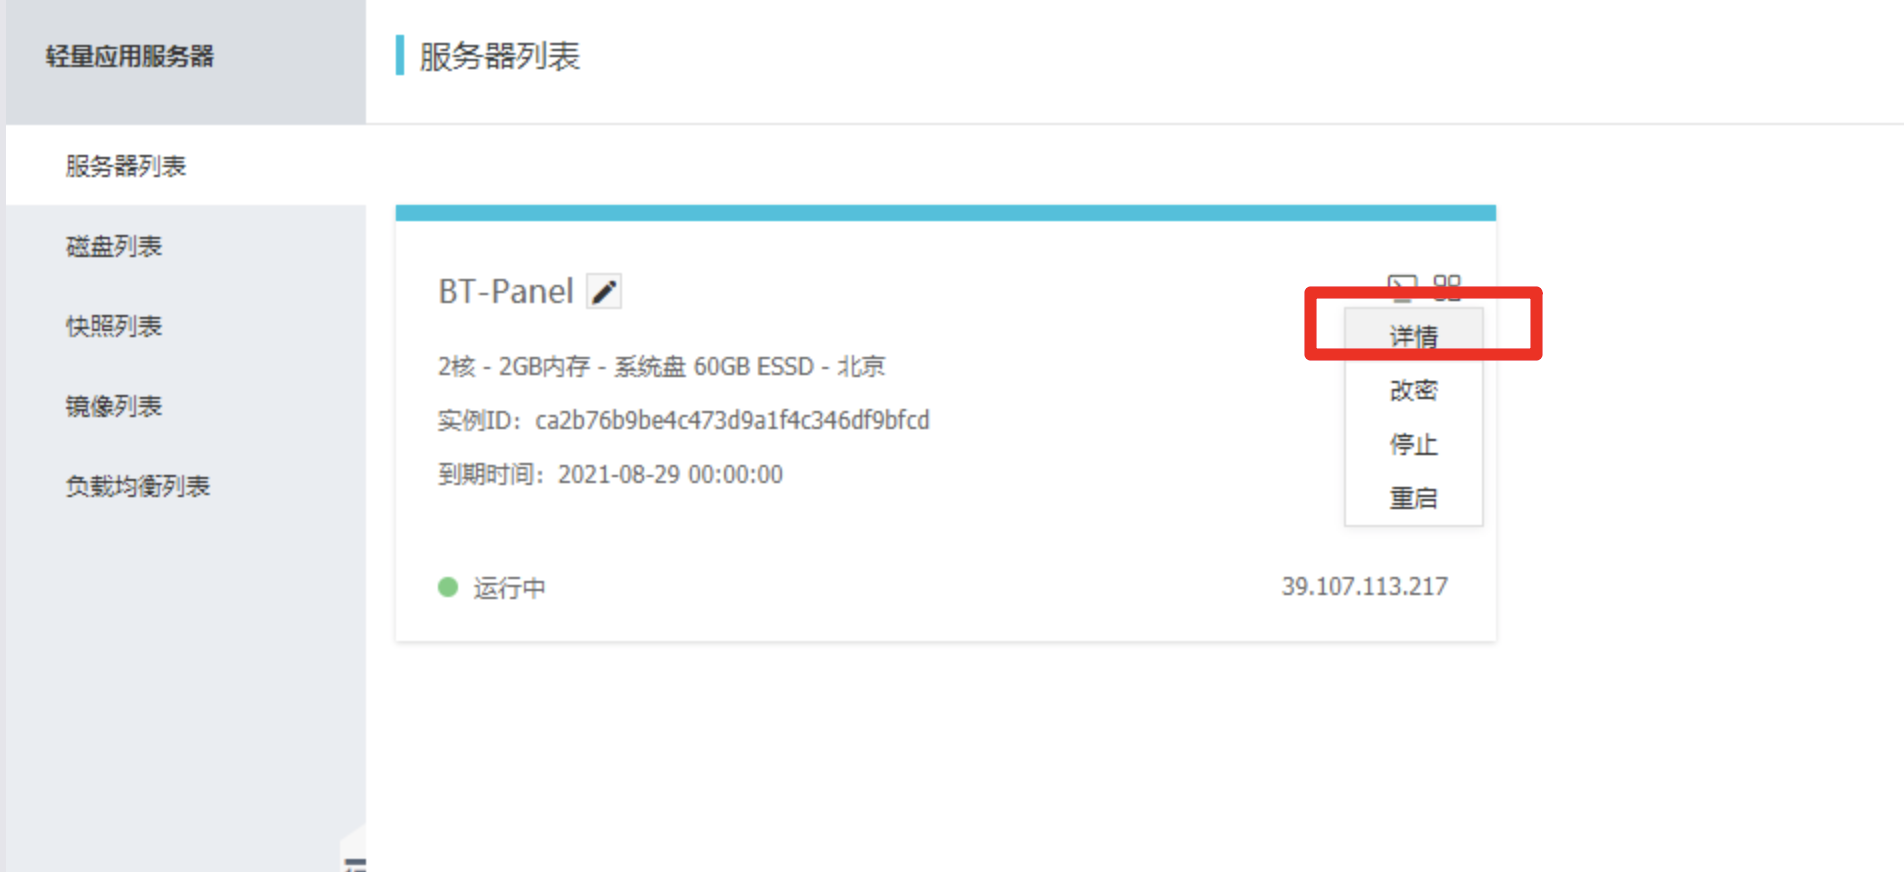 轻量应用服务器
服务器列表
服务器列表
磁盘列表
快照列表
镜像列表
负载均衡列表
BT-Panel
2核 - 2GB内存 - 系统盘 60GB ESSD - 北京
实例ID：ca2b76b9be4c473d9a1f4c346df9bfcd
到期时间：2021-08-29 00:00:00
详情
改密
停止
重启
运行中
39.107.113.217